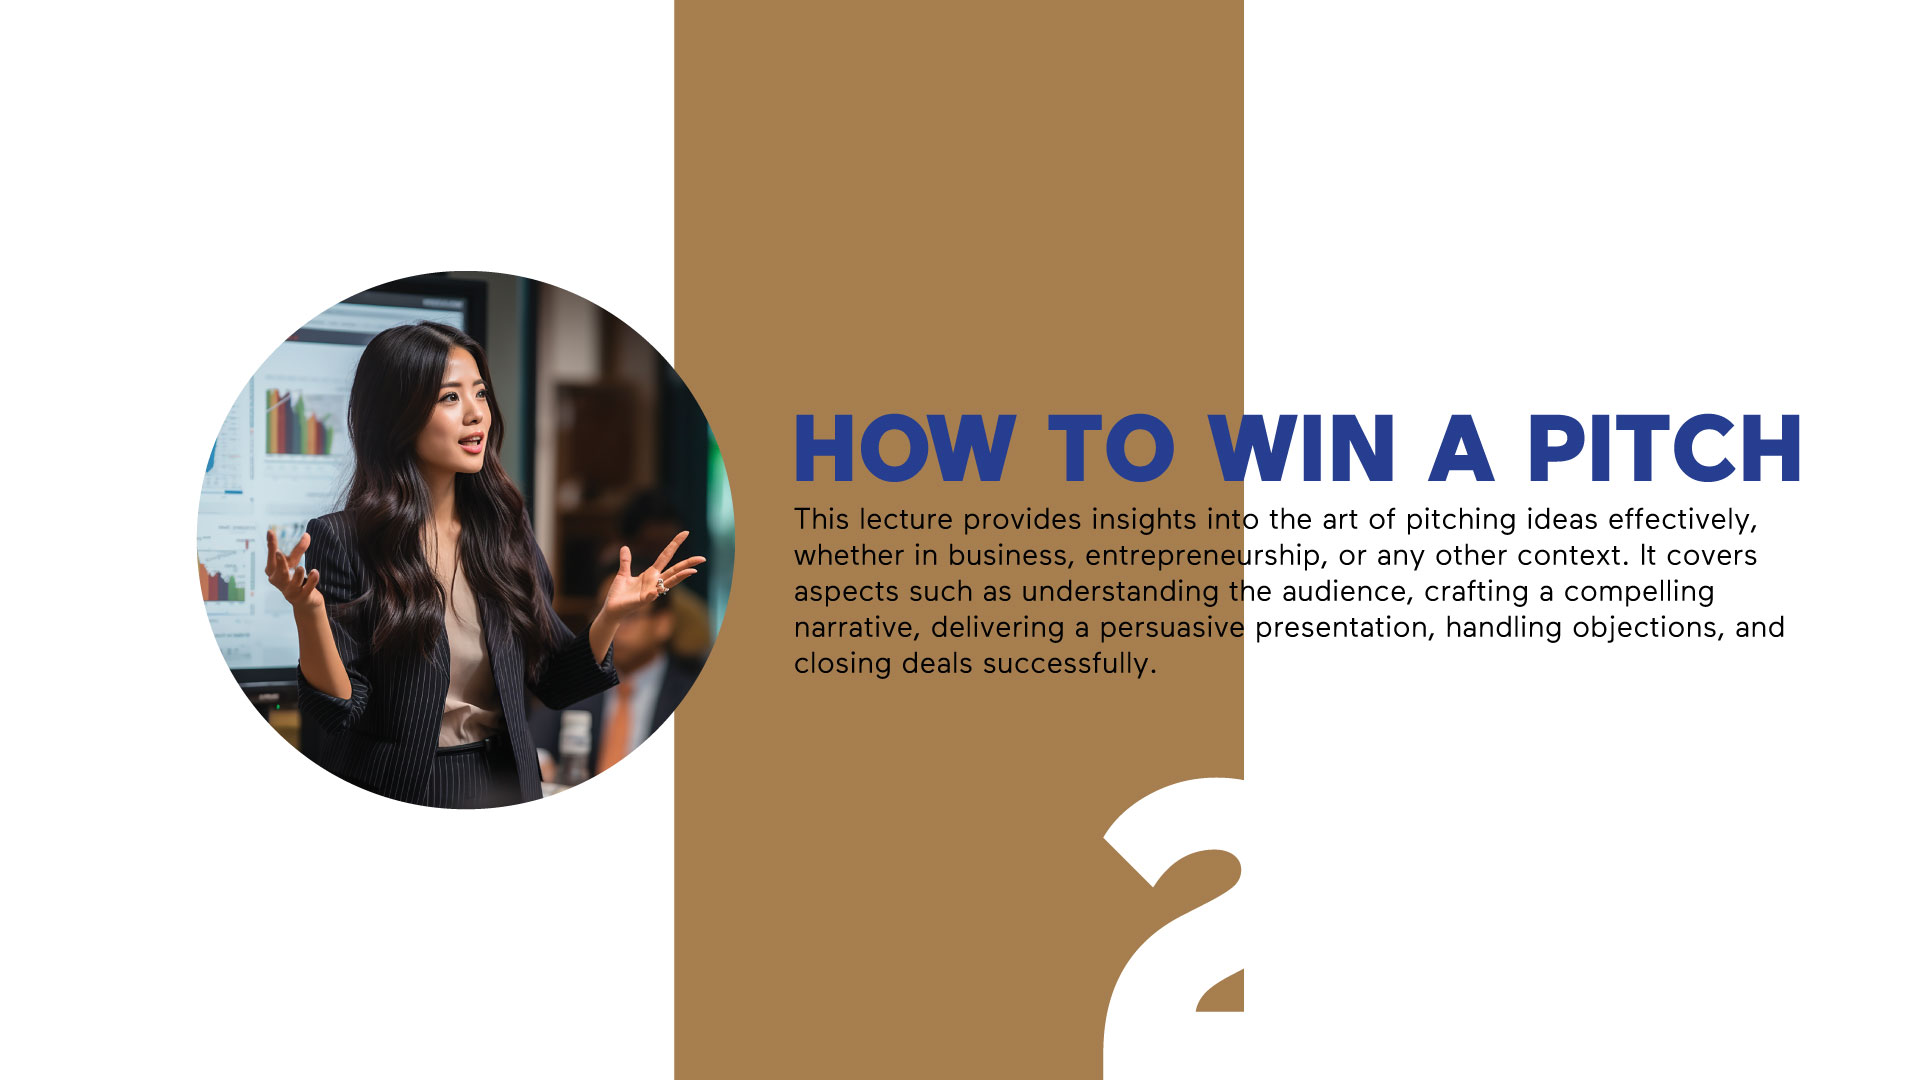 HOW TO WIN A PITCH
This lecture provides insights into the art of pitching ideas effectively,
whether in business, entrepreneurship, or any other context. It covers
aspects such as understanding the audience, crafting a compelling
narrative, delivering a persuasive presentation, handling objections, and
closing deals successfully.
2